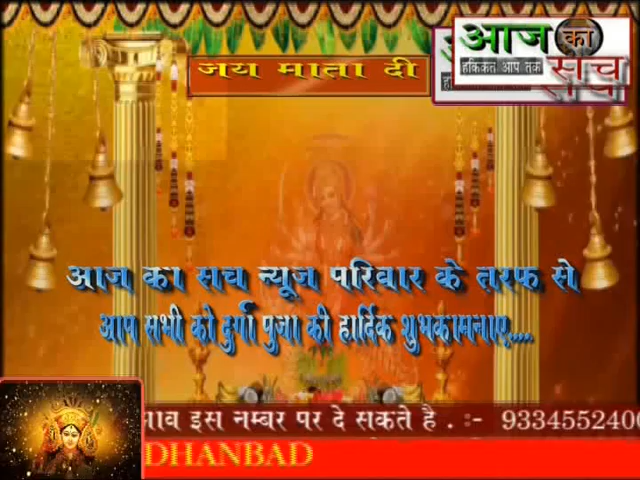 आज का
हकिकत आप तक
सच
जय माता दी
आज का सच न्यूज परिवार के तरफ से
आप सभी को दुर्गा पुजा की हार्दिक शुभकामनाए....
इस नम्बर पर दे सकते है . :- 9334552400
DHANBAD